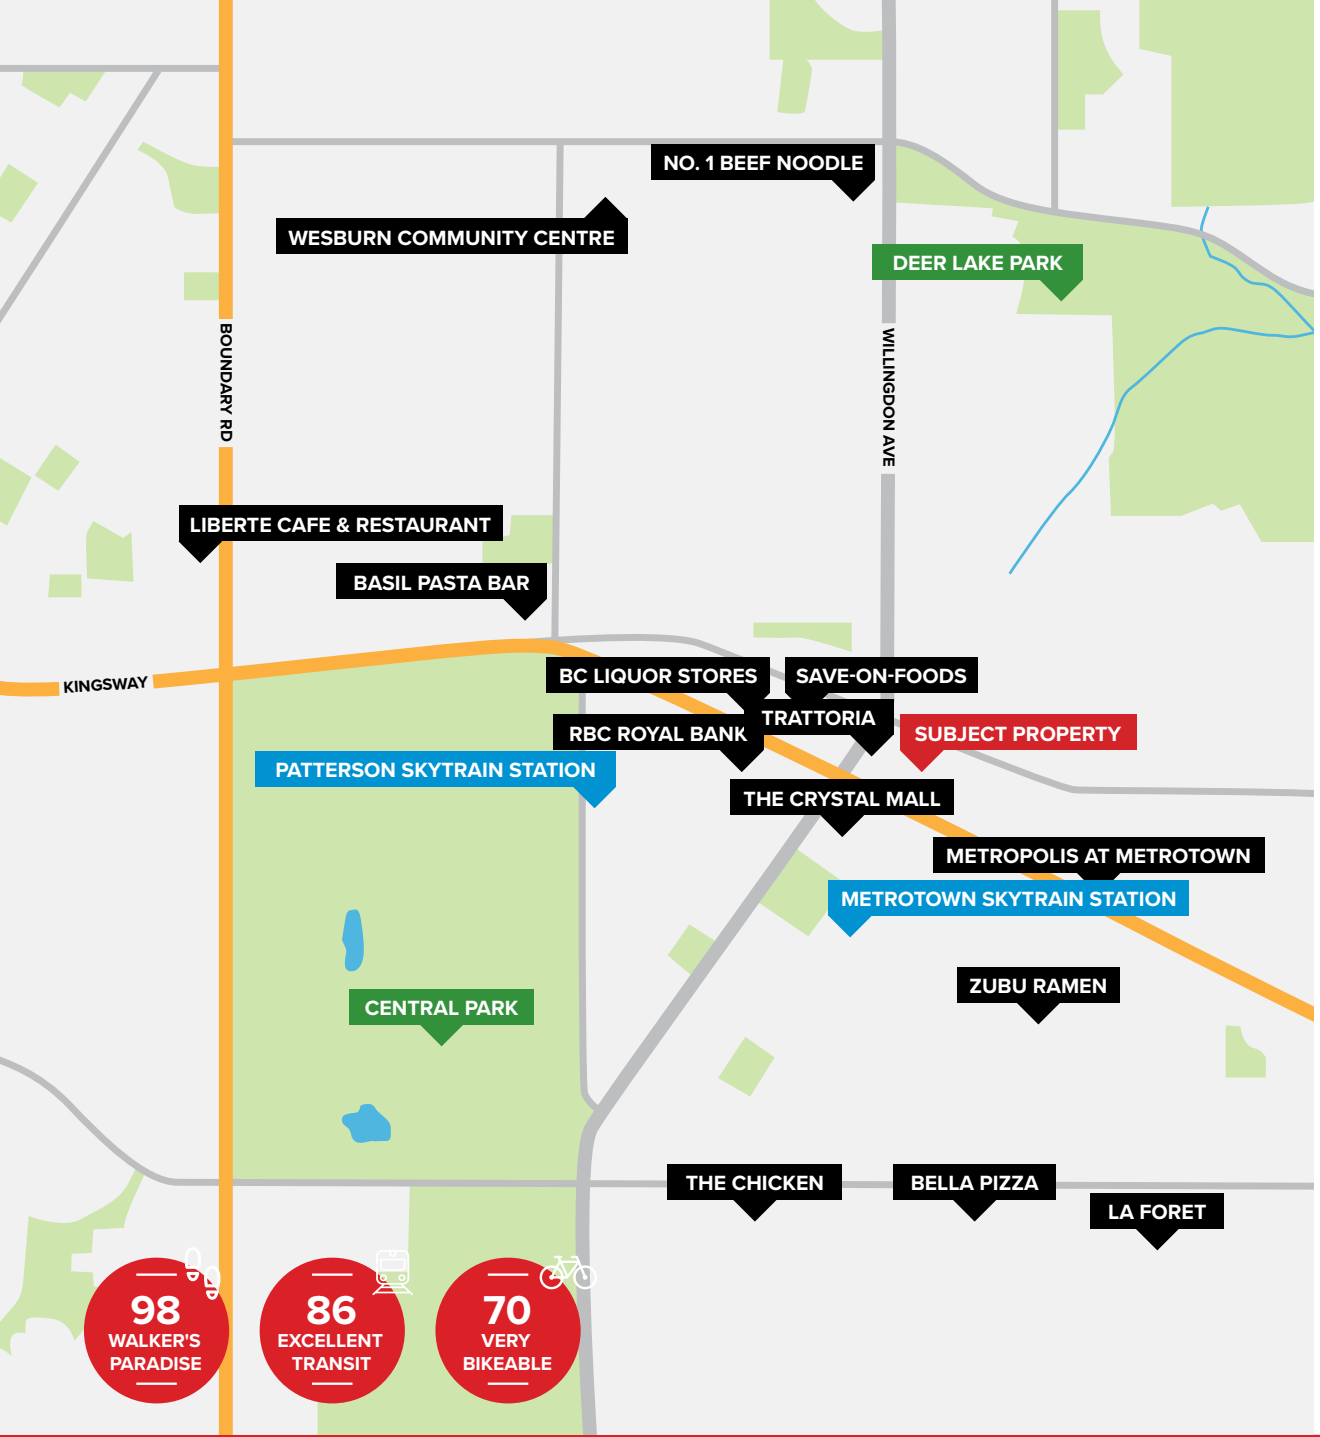 NO. 1 BEEF NOODLE
WESBURN COMMUNITY CENTRE
DEER LAKE PARK
BOUNDARY RD
WILLINGDON AVE
LIBERTE CAFE & RESTAURANT
BASIL PASTA BAR
KINGSWAY
BC LIQUOR STORES
SAVE-ON-FOODS
TRATTORIA
RBC ROYAL BANK
SUBJECT PROPERTY
PATTERSON SKYTRAIN STATION
THE CRYSTAL MALL
METROPOLIS AT METROTOWN
METROTOWN SKYTRAIN STATION
ZUBU RAMEN
CENTRAL PARK
THE CHICKEN
BELLA PIZZA
LA FORET
98
WALKER'S
PARADISE
86
EXCELLENT
TRANSIT
70
VERY
BIKEABLE